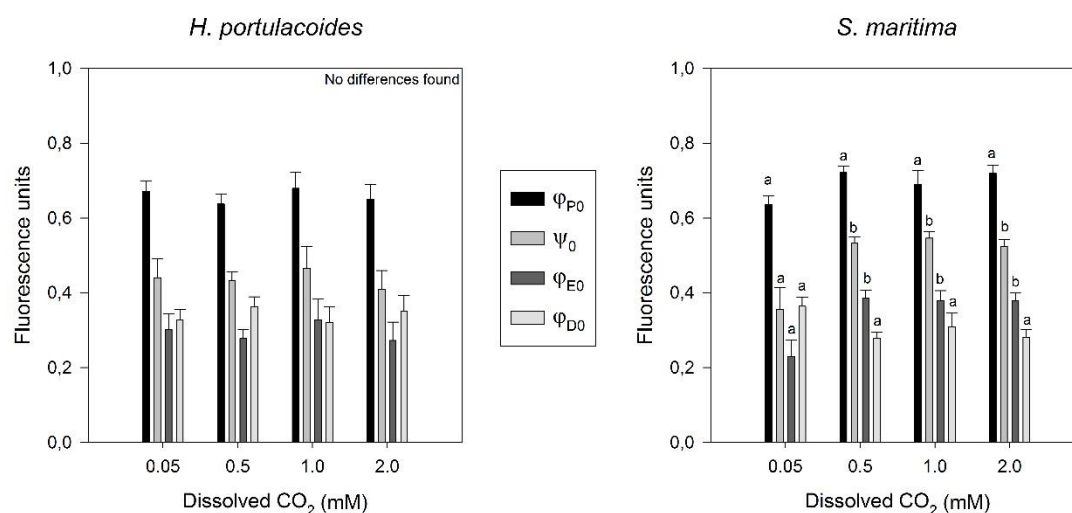 H. portulacoides
No differences found
1,0
0,8
0,6
0,4
0,2
0,0
Fluorescence units
0.05 0.5 1.0 2.0
Dissolved CO₂ (mM)
φP0
Ψ0
φE0
φD0
S. maritima
1,0
0,8
0,6
0,4
0,2
0,0
Fluorescence units
a a a a
a b b b
a b b b
a a a a
0.05 0.5 1.0 2.0
Dissolved CO₂ (mM)